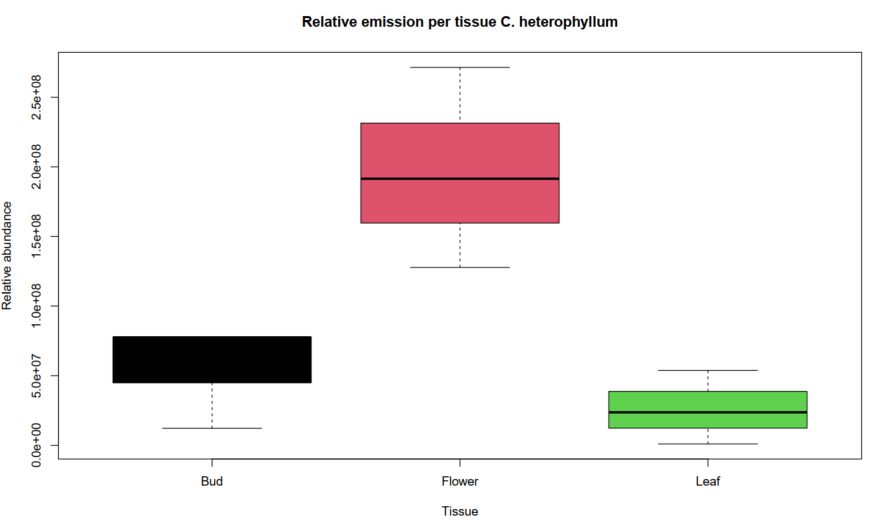 Relative emission per tissue C. heterophyllum
Relative abundance
2.5e+08
2.0e+08
1.5e+08
1.0e+08
5.0e+07
0.0e+00
Bud Flower Leaf
Tissue